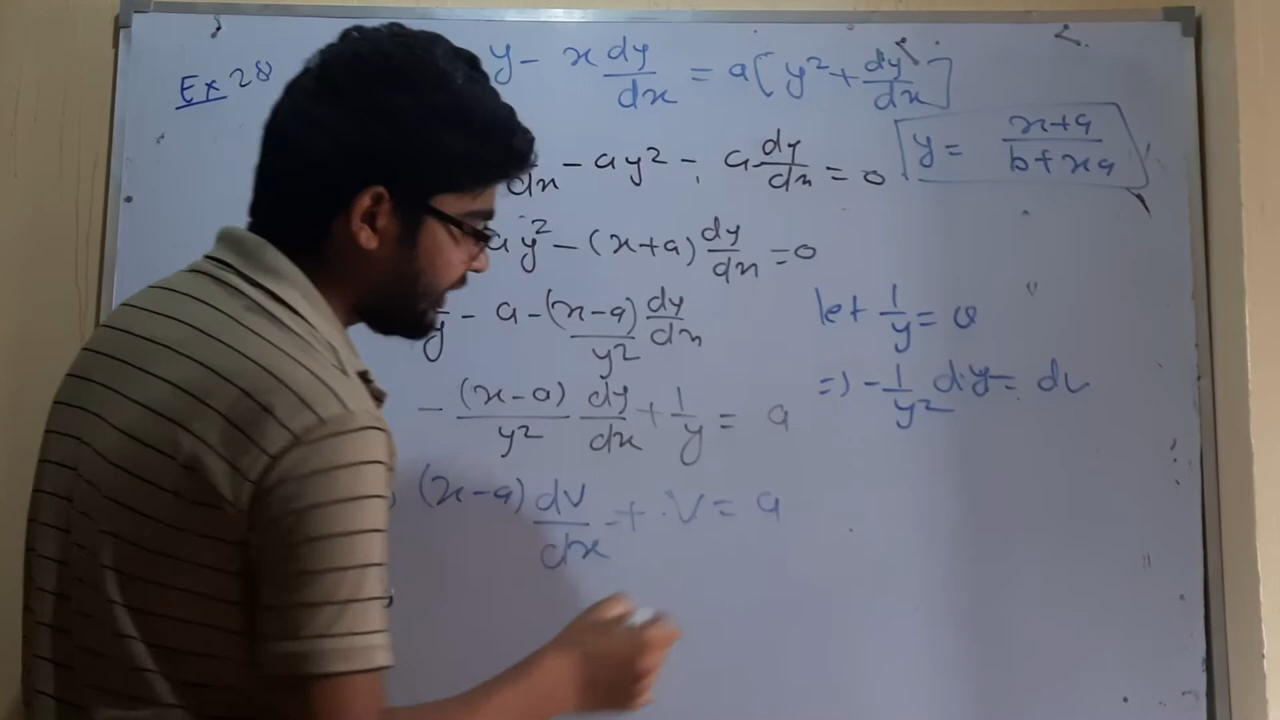 Ex 28
y - x dy/dx = a[y² + dy/dx]
dx - ay² - a dy/dx = 0
y = x+a / b+xa
ay² - (x+a) dy/dx = 0
y - a - (x-a)/y² dy/dx
let 1/y = v
- (x-a)/y² dy/dx + 1/y = a
=> - 1/y² dy = dv
(x-a) dv/dx + v = a